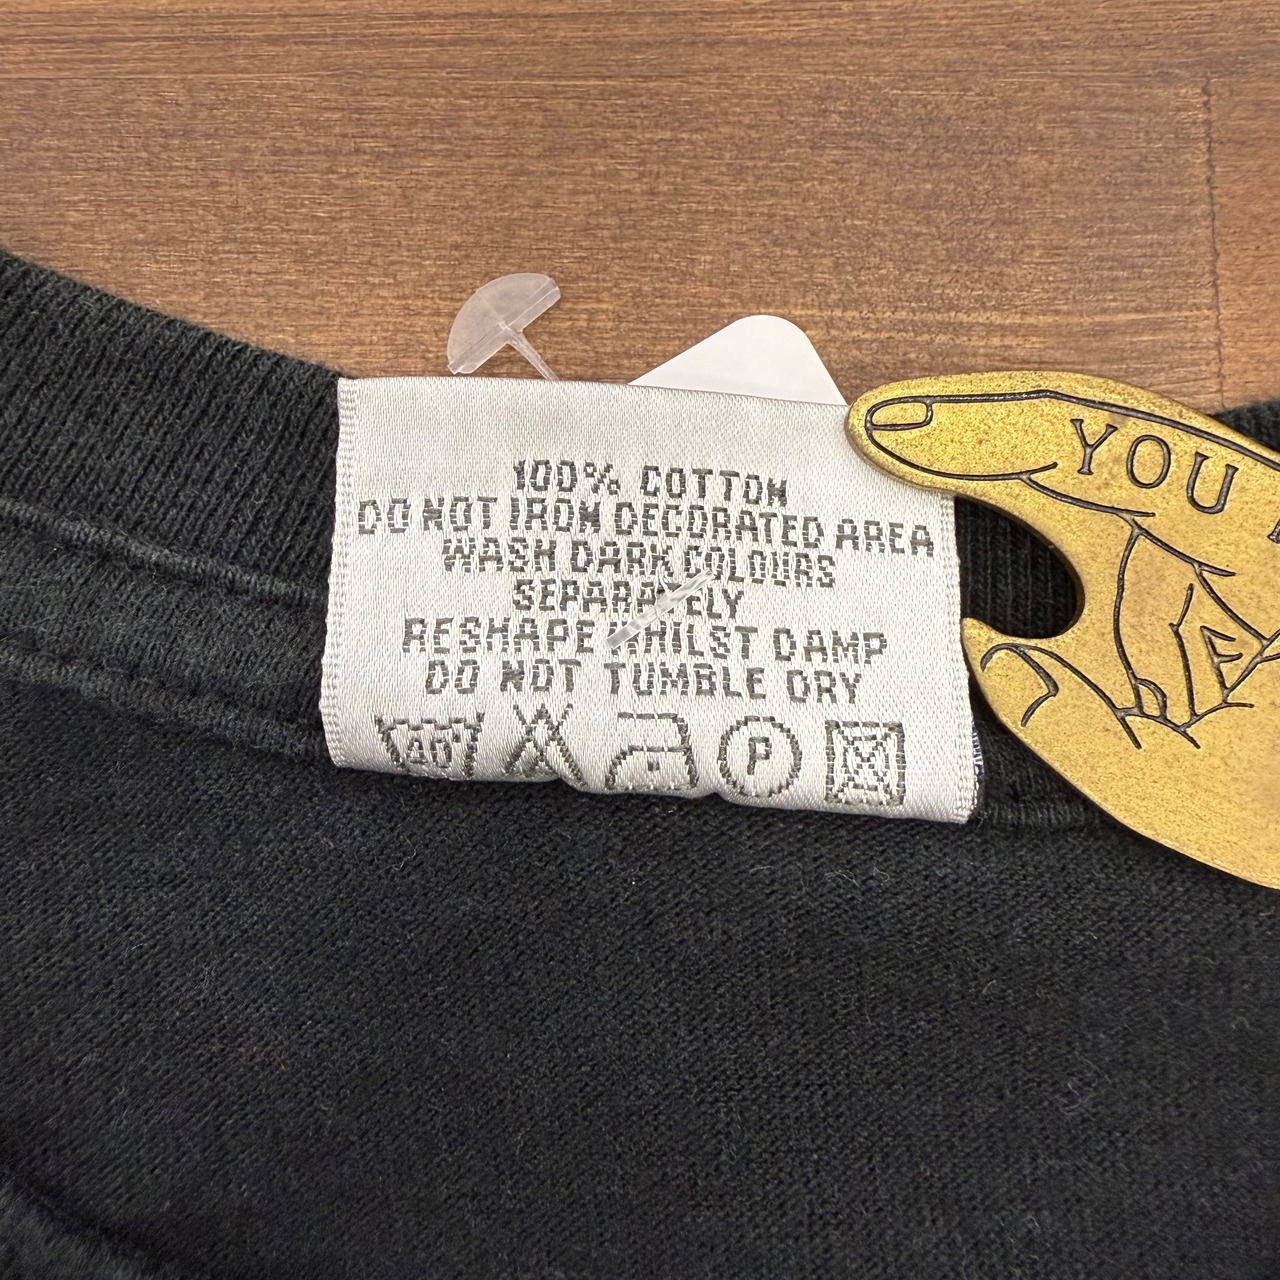 100% COTTON
DO NOT IRON DECORATED AREA
WASH DARK COLOURS
SEPARATELY
RESHAPE WHILST DAMP
DO NOT TUMBLE DRY
40°
P
YOU